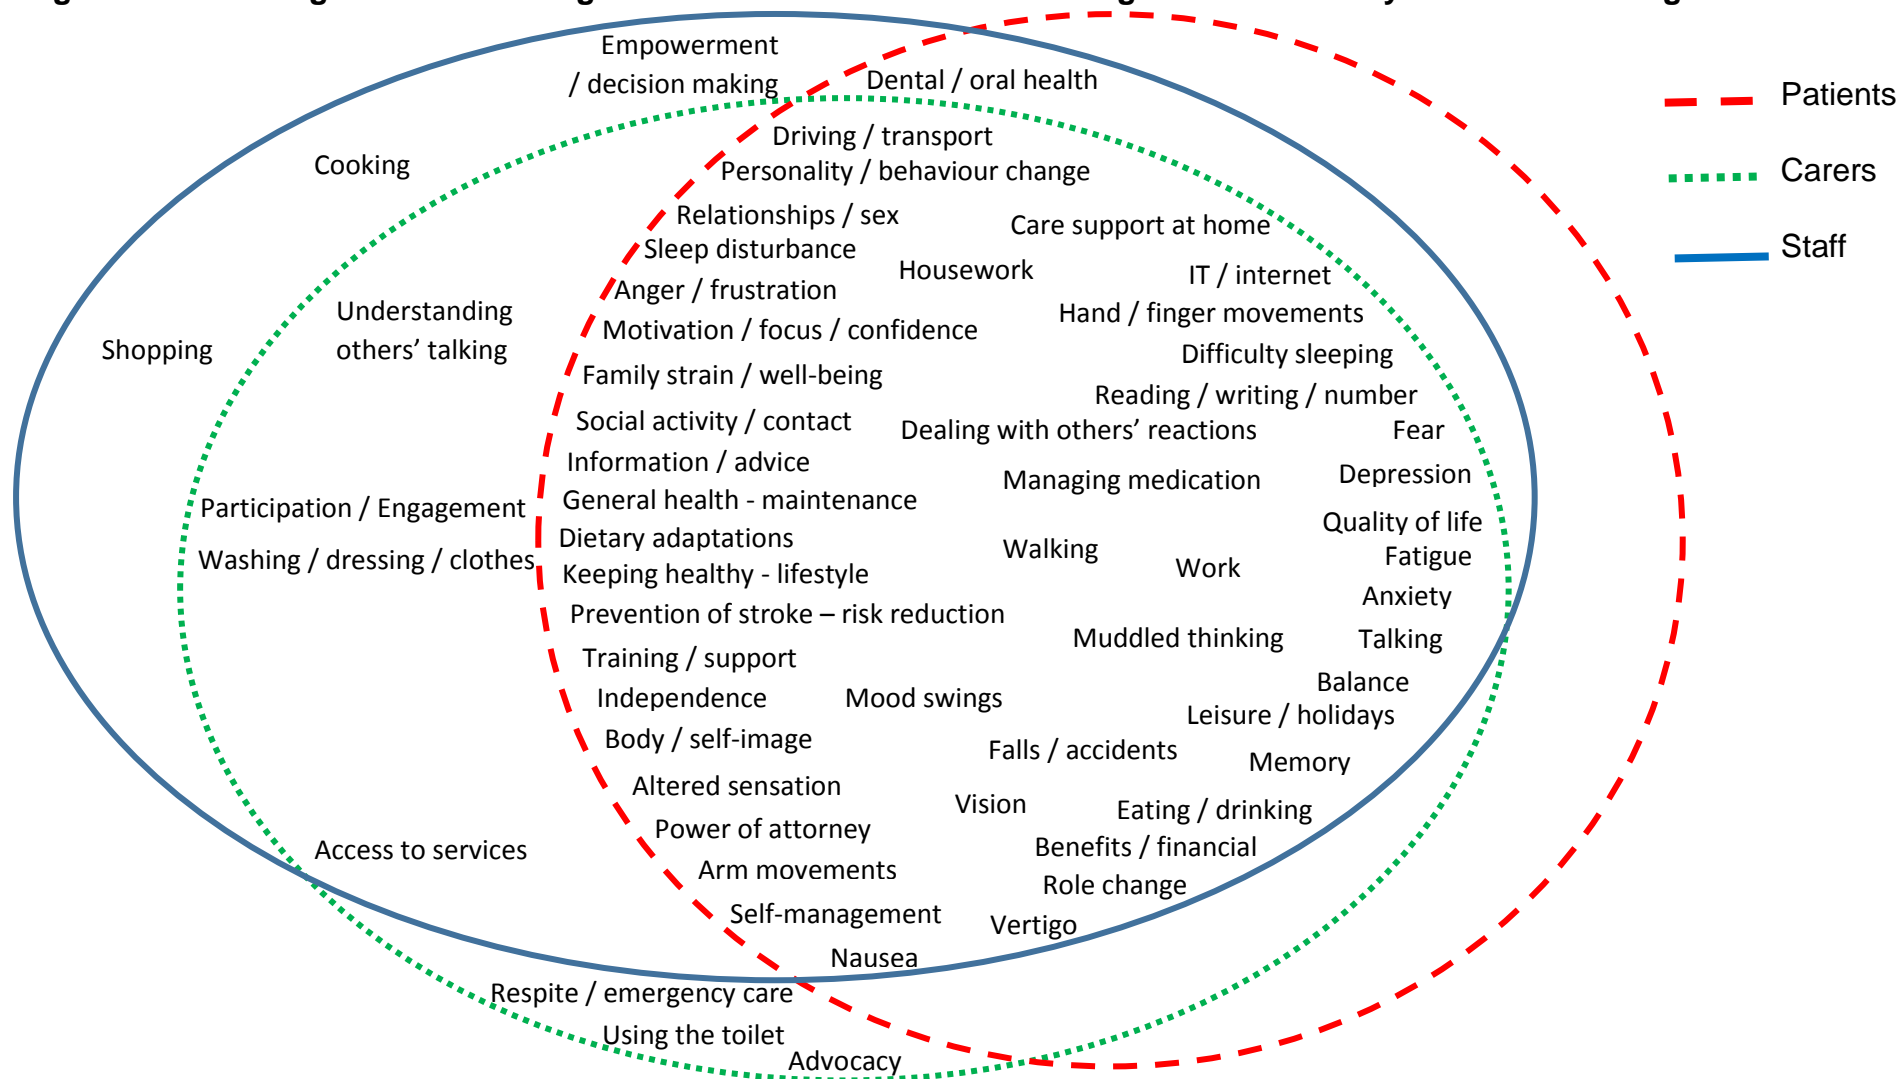 Empowerment
/ decision making
Dental / oral health
Patients
Driving / transport
Cooking
Personality / behaviour change
Carers
Relationships / sex
Care support at home
Sleep disturbance
Staff
Housework
IT / internet
Anger / frustration
Understanding
others’ talking
Hand / finger movements
Motivation / focus / confidence
Shopping
Difficulty sleeping
Family strain / well-being
Reading / writing / number
Social activity / contact
Dealing with others’ reactions
Fear
Information / advice
Managing medication
Depression
General health - maintenance
Participation / Engagement
Quality of life
Dietary adaptations
Walking
Fatigue
Washing / dressing / clothes
Keeping healthy - lifestyle
Work
Anxiety
Prevention of stroke – risk reduction
Muddled thinking
Talking
Training / support
Balance
Independence
Mood swings
Leisure / holidays
Body / self-image
Falls / accidents
Memory
Altered sensation
Vision
Eating / drinking
Power of attorney
Access to services
Benefits / financial
Arm movements
Role change
Self-management
Vertigo
Nausea
Respite / emergency care
Using the toilet
Advocacy